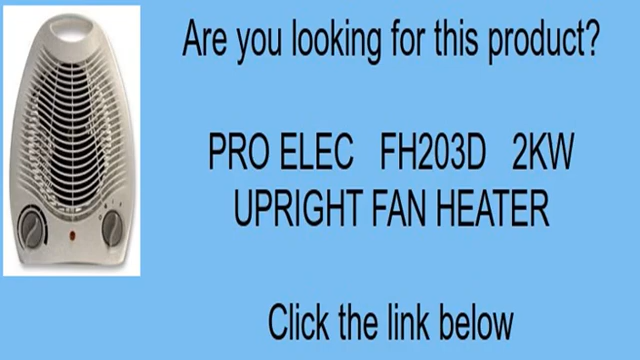 Are you looking for this product?
PRO ELEC FH203D 2KW
UPRIGHT FAN HEATER
Click the link below